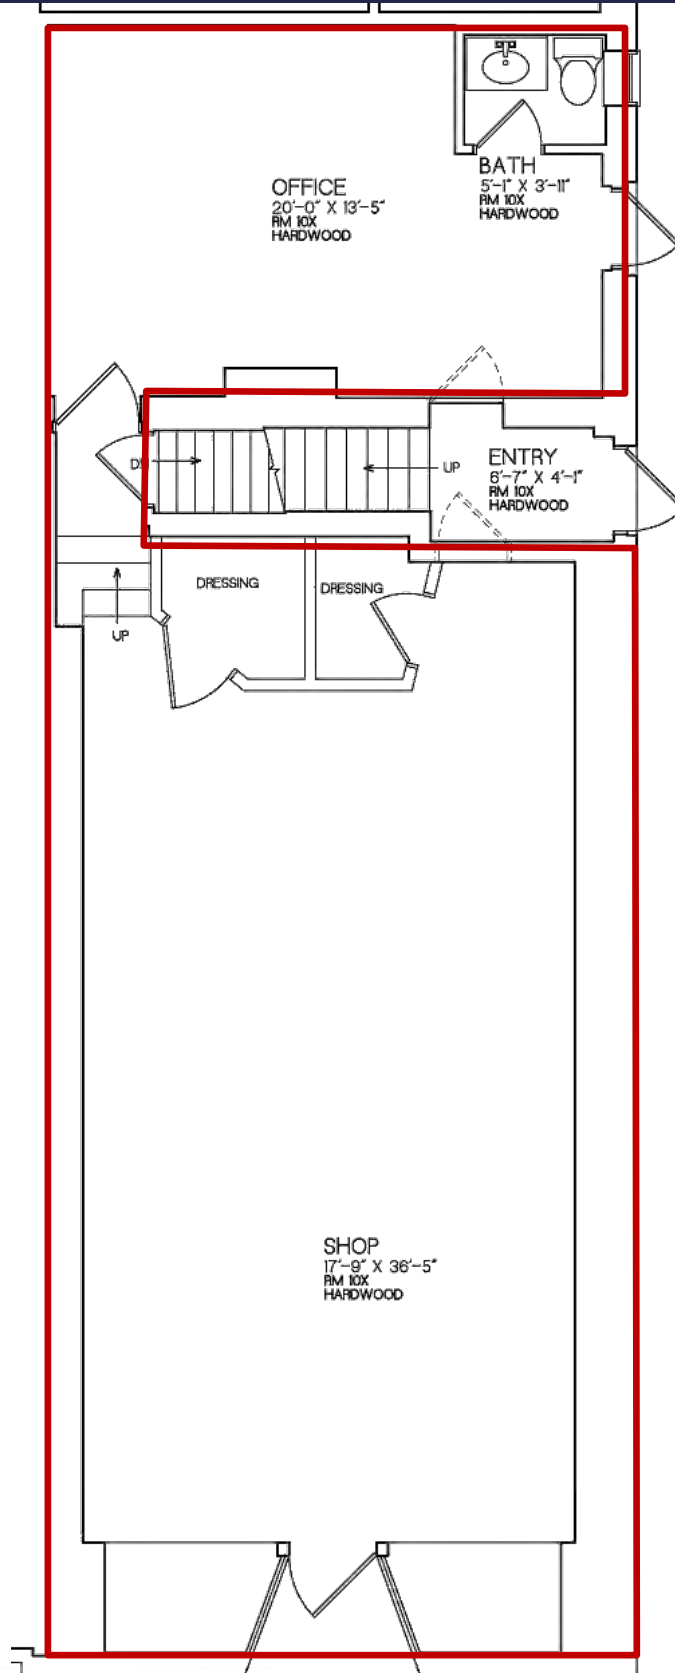 BATH
5'-1" X 3'-11"
RM 10X
HARDWOOD
OFFICE
20'-0" X 13'-5"
RM 10X
HARDWOOD
ENTRY
6'-7" X 4'-1"
RM 10X
HARDWOOD
UP
DRESSING
DRESSING
UP
SHOP
17'-9" X 36'-5"
RM 10X
HARDWOOD